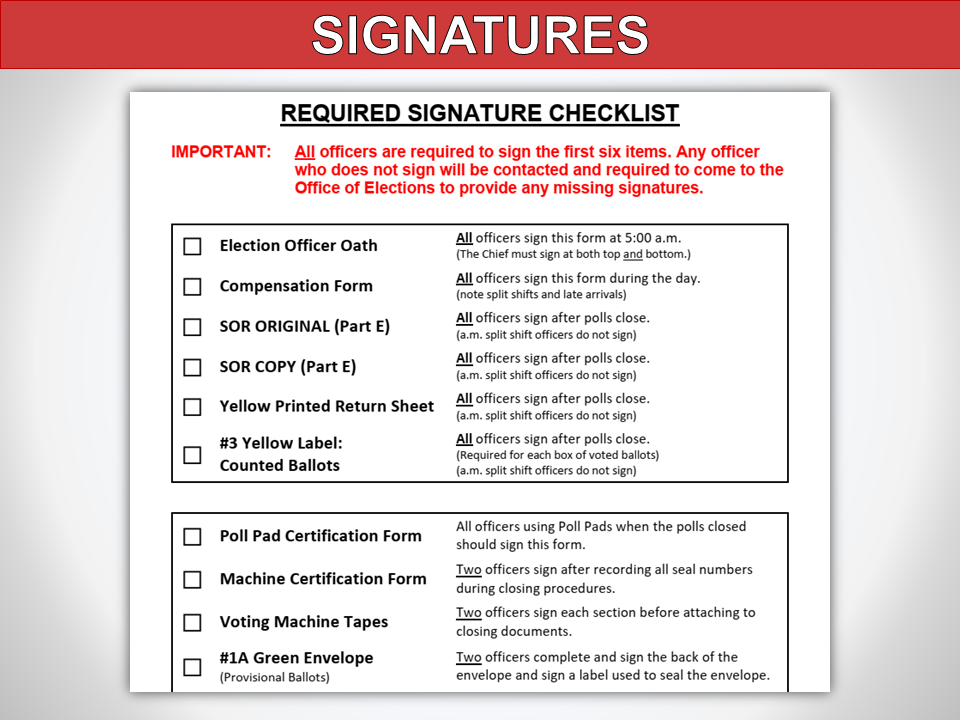 SIGNATURES
REQUIRED SIGNATURE CHECKLIST
IMPORTANT: All officers are required to sign the first six items. Any officer
who does not sign will be contacted and required to come to the
Office of Elections to provide any missing signatures.
Election Officer Oath
All officers sign this form at 5:00 a.m.
(The Chief must sign at both top and bottom.)
Compensation Form
All officers sign this form during the day.
(note split shifts and late arrivals)
SOR ORIGINAL (Part E)
All officers sign after polls close.
(a.m. split shift officers do not sign)
SOR COPY (Part E)
All officers sign after polls close.
(a.m. split shift officers do not sign)
Yellow Printed Return Sheet
All officers sign after polls close.
(a.m. split shift officers do not sign)
#3 Yellow Label:
Counted Ballots
All officers sign after polls close.
(Required for each box of voted ballots)
(a.m. split shift officers do not sign)
Poll Pad Certification Form
All officers using Poll Pads when the polls closed
should sign this form.
Machine Certification Form
Two officers sign after recording all seal numbers
during closing procedures.
Voting Machine Tapes
Two officers sign each section before attaching to
closing documents.
#1A Green Envelope
(Provisional Ballots)
Two officers complete and sign the back of the
envelope and sign a label used to seal the envelope.